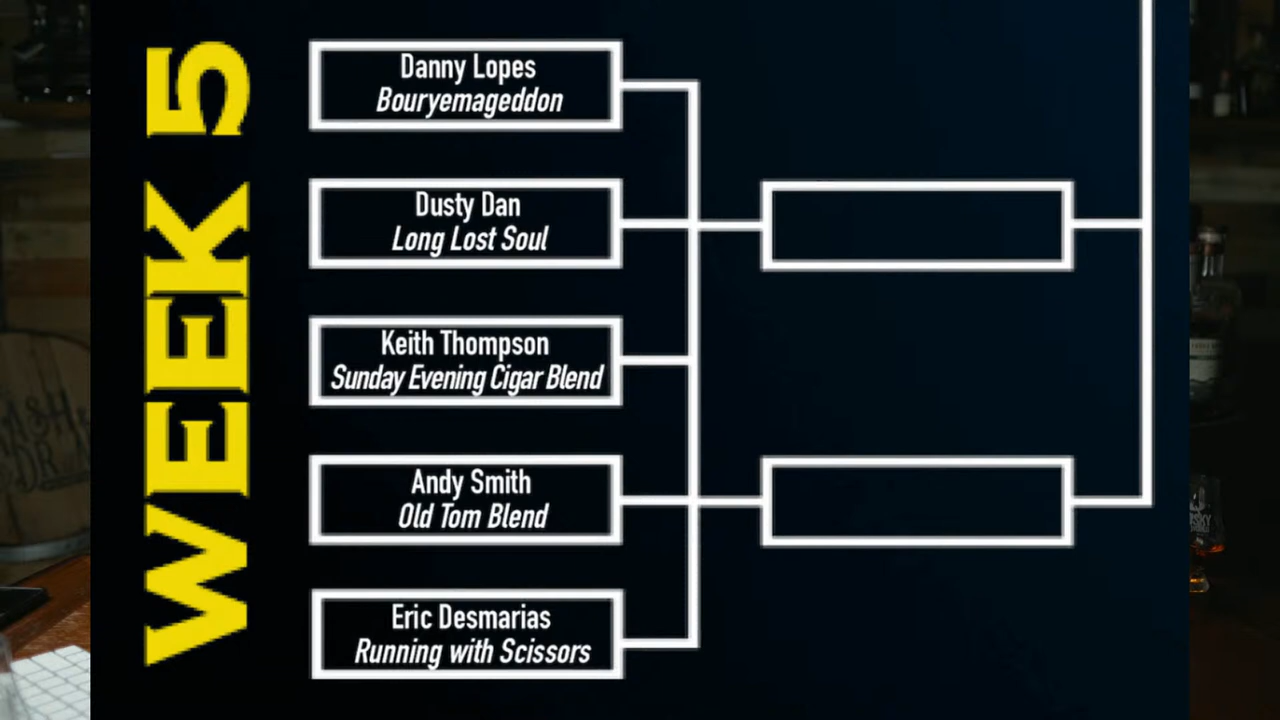 WEEK 5
Danny Lopes
Bouryemageddon
Dusty Dan
Long Lost Soul
Keith Thompson
Sunday Evening Cigar Blend
Andy Smith
Old Tom Blend
Eric Desmarias
Running with Scissors